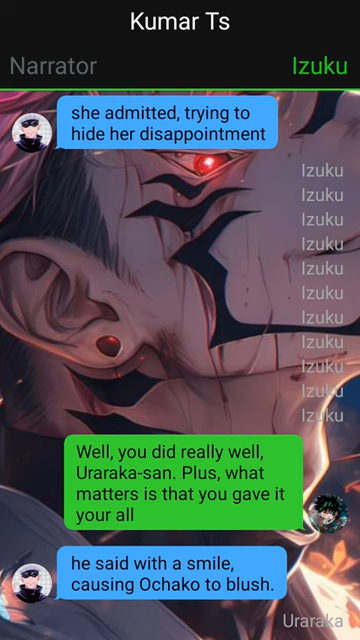 Kumar Ts
Narrator
Izuku
she admitted, trying to
hide her disappointment
Izuku
Izuku
Izuku
Izuku
Izuku
Izuku
Izuku
Izuku
Izuku
Izuku
Izuku
Well, you did really well,
Uraraka-san. Plus, what
matters is that you gave it
your all
he said with a smile,
causing Ochako to blush.
Uraraka